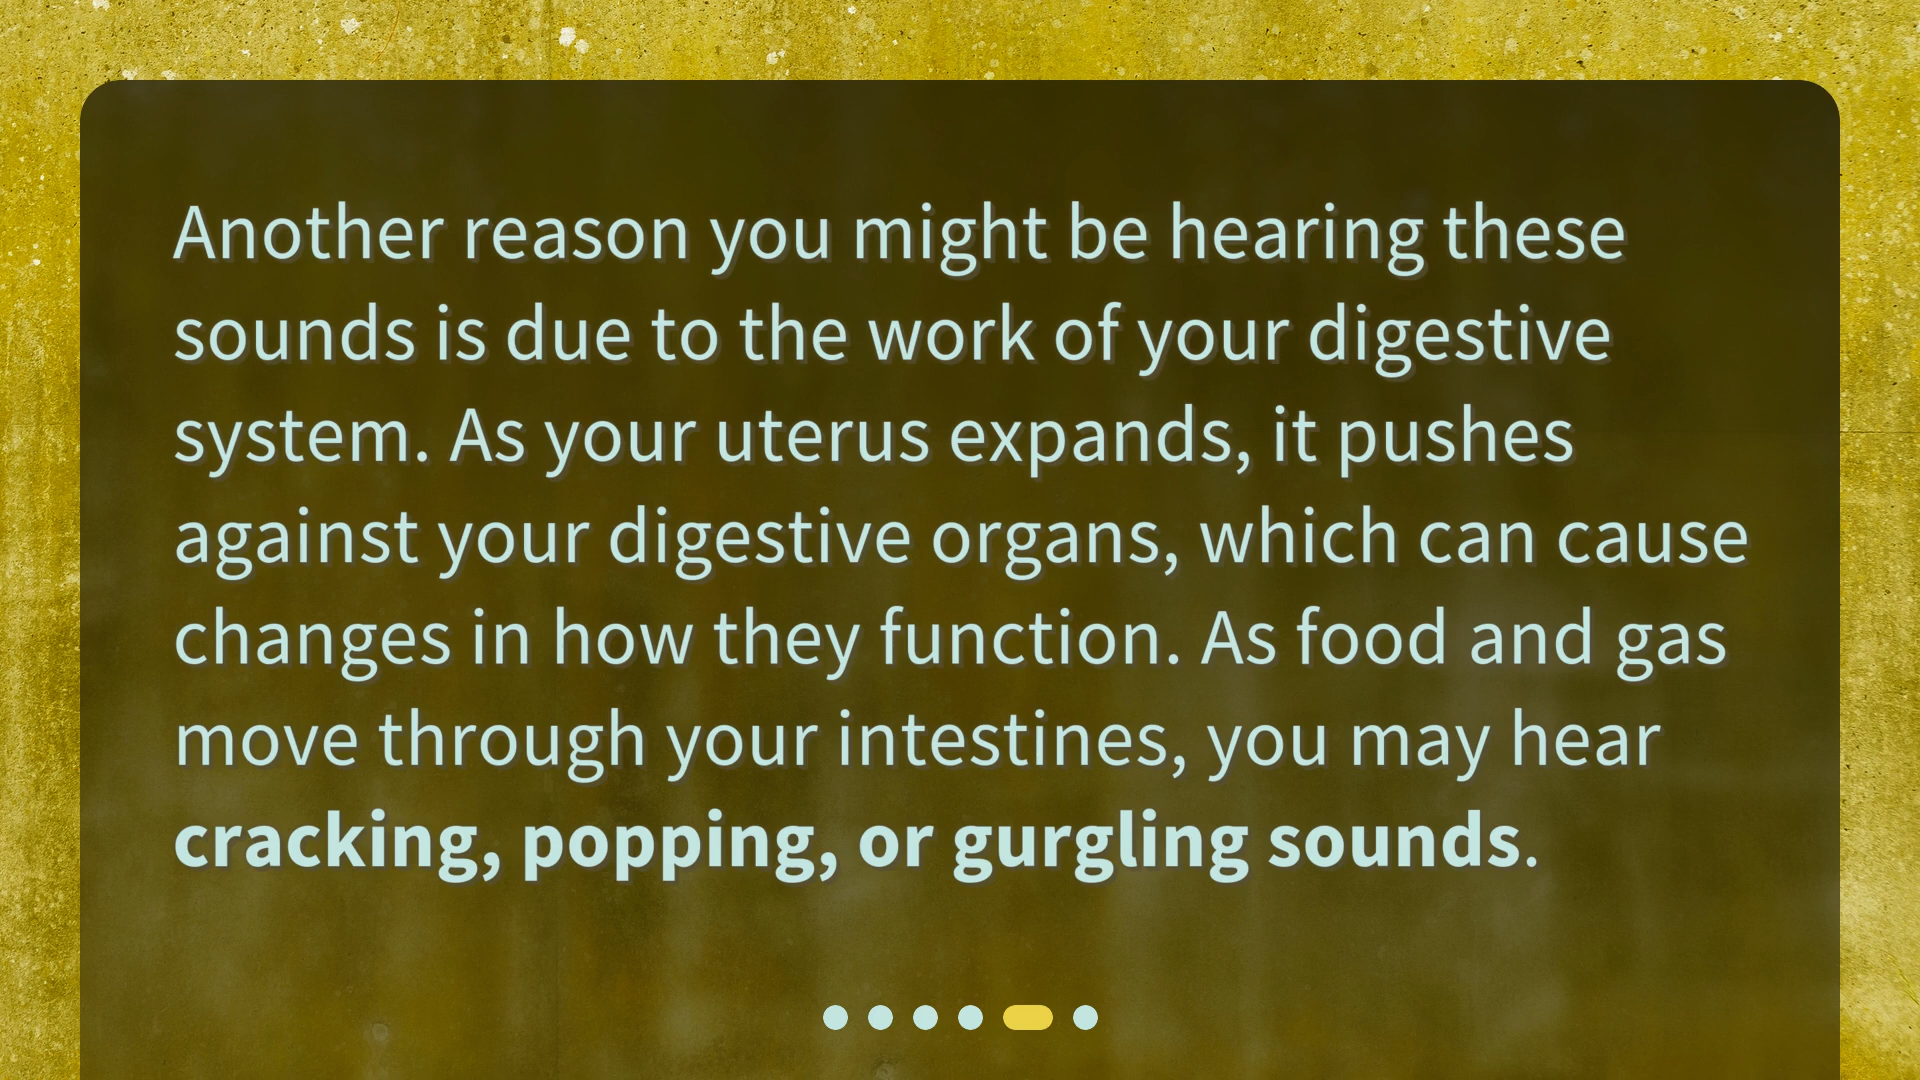 Another reason you might be hearing these
sounds is due to the work of your digestive
system. As your uterus expands, it pushes
against your digestive organs, which can cause
changes in how they function. As food and gas
move through your intestines, you may hear
cracking, popping, or gurgling sounds.